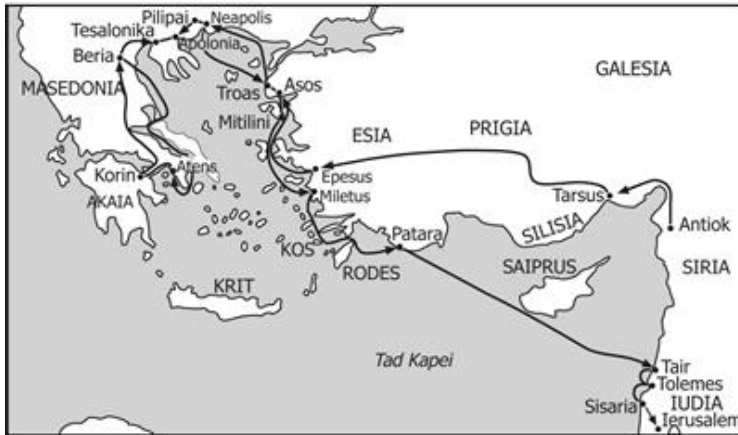 Pilipai
Neapolis
Tesalonika
Apolonia
Beria
GALESIA
MASEDONIA
Troas
Asos
Mitilini
ESIA
PRIGIA
Korin
Atens
Epesus
Tarsus
AKAIA
Miletus
Antiok
SILISIA
Patara
KOS
RODES
SAIPRUS
SIRIA
KRIT
Tad Kapei
Tair
Tolemes
Sisaria
IUDIA
Ierusalem